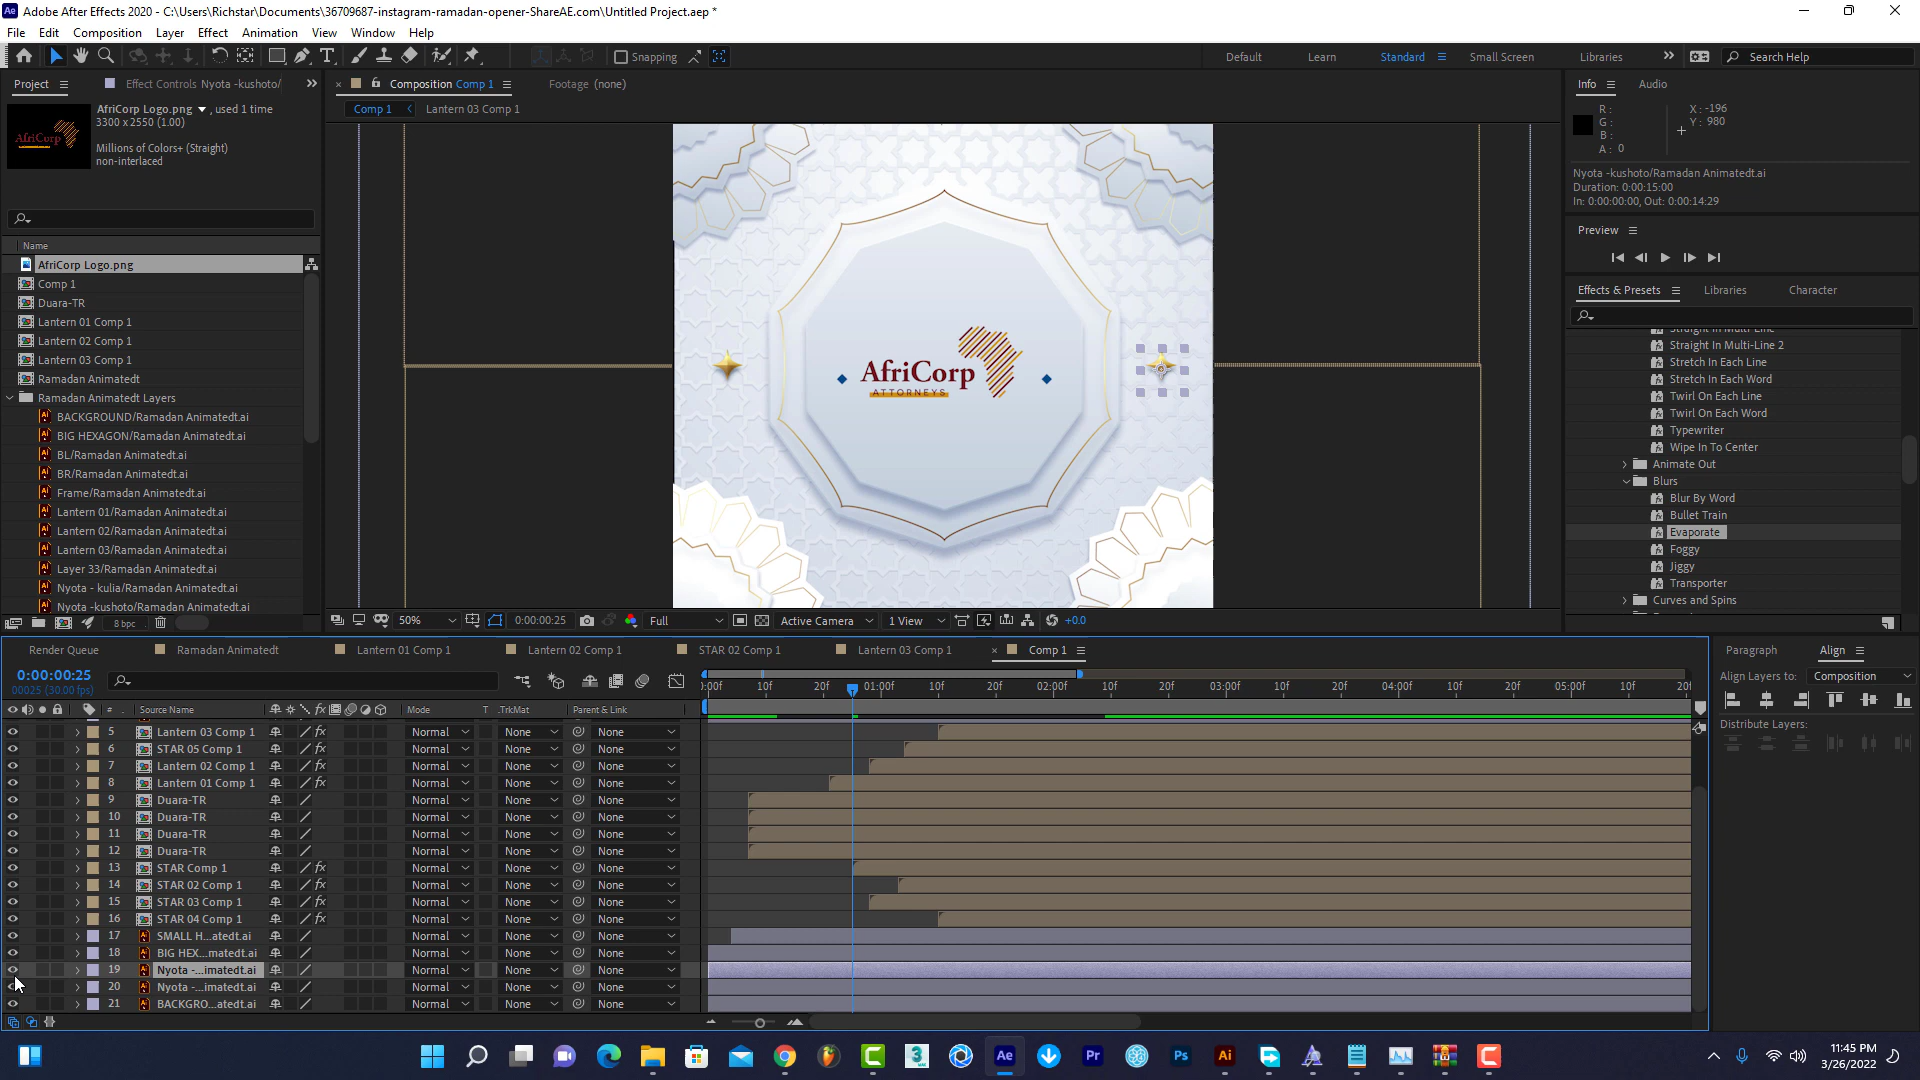 Adobe After Effects 2020 - C:\Users\Richstar\Documents\36709687-instagram-ramadan-opener-ShareAE.com\Untitled Project.aep *
File Edit Composition Layer Effect Animation View Window Help
Snapping
Default Learn Standard Small Screen Libraries Search Help
Project Effect Controls Nyota -kushoto/
Composition Comp 1 Footage (none)
Info Audio
Comp 1 Lantern 03 Comp 1
AfriCorp Logo.png , used 1 time
3300 x 2550 (1.00)
Millions of Colors+ (Straight)
non-interlaced
R :
G :
B :
A : 0
X : -196
Y : 980
Nyota -kushoto/Ramadan Animatedt.ai
Duration: 0:00:15:00
In: 0:00:00:00, Out: 0:00:14:29
Preview
Effects & Presets Libraries Character
Name
AfriCorp Logo.png
Comp 1
Duara-TR
Lantern 01 Comp 1
Lantern 02 Comp 1
Lantern 03 Comp 1
Ramadan Animatedt
Ramadan Animatedt Layers
BACKGROUND/Ramadan Animatedt.ai
BIG HEXAGON/Ramadan Animatedt.ai
BL/Ramadan Animatedt.ai
BR/Ramadan Animatedt.ai
Frame/Ramadan Animatedt.ai
Lantern 01/Ramadan Animatedt.ai
Lantern 02/Ramadan Animatedt.ai
Lantern 03/Ramadan Animatedt.ai
Layer 33/Ramadan Animatedt.ai
Nyota - kulia/Ramadan Animatedt.ai
Nyota -kushoto/Ramadan Animatedt.ai
8 bpc
AfriCorp
ATTORNEYS
Straight In Multi-Line
Straight In Multi-Line 2
Stretch In Each Line
Stretch In Each Word
Twirl On Each Line
Twirl On Each Word
Typewriter
Wipe In To Center
Animate Out
Blurs
Blur By Word
Bullet Train
Evaporate
Foggy
Jiggy
Transporter
Curves and Spins
50% 0:00:00:25 Full Active Camera 1 View +0.0
Render Queue Ramadan Animatedt Lantern 01 Comp 1 Lantern 02 Comp 1 STAR 02 Comp 1 Lantern 03 Comp 1 Comp 1
Paragraph Align
0:00:00:25
00025 (30.00 fps)
Align Layers to: Composition
Distribute Layers:
:00f 10f 20f 01:00f 10f 20f 02:00f 10f 20f 03:00f 10f 20f 04:00f 10f 20f 05:00f 10f 20f
# Source Name Mode T .TrkMat Parent & Link
5 Lantern 03 Comp 1 Normal None None
6 STAR 05 Comp 1 Normal None None
7 Lantern 02 Comp 1 Normal None None
8 Lantern 01 Comp 1 Normal None None
9 Duara-TR Normal None None
10 Duara-TR Normal None None
11 Duara-TR Normal None None
12 Duara-TR Normal None None
13 STAR Comp 1 Normal None None
14 STAR 02 Comp 1 Normal None None
15 STAR 03 Comp 1 Normal None None
16 STAR 04 Comp 1 Normal None None
17 SMALL H...atedt.ai Normal None None
18 BIG HEX...matedt.ai Normal None None
19 Nyota -...imatedt.ai Normal None None
20 Nyota -...imatedt.ai Normal None None
21 BACKGRO...atedt.ai Normal None None
11:45 PM
3/26/2022